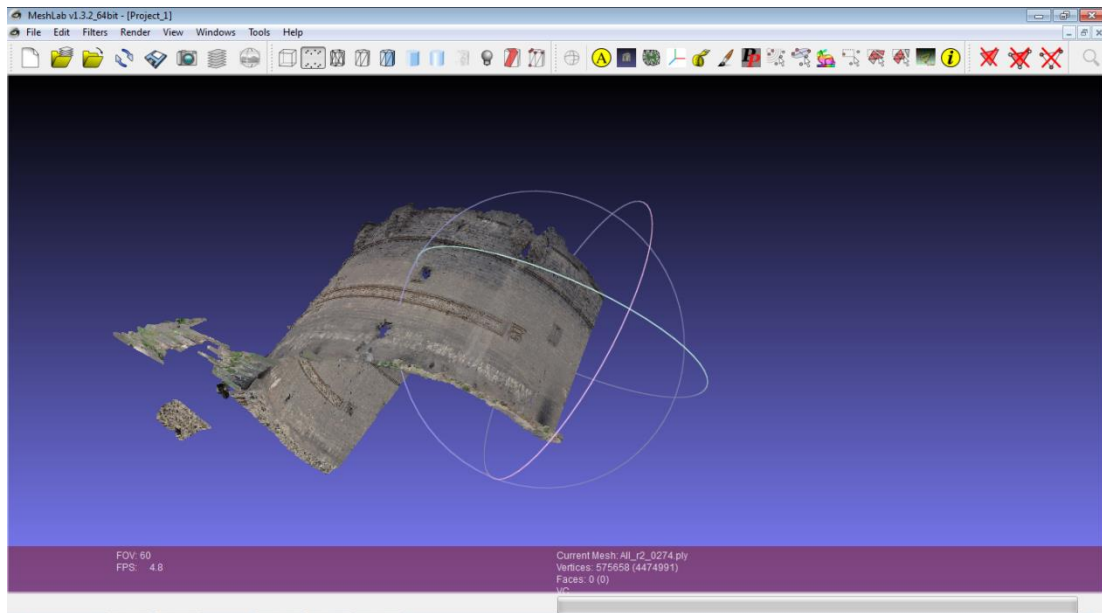 MeshLab v1.3.2_64bit - [Project_1]
File Edit Filters Render View Windows Tools Help
FOV: 60
FPS: 4.8
Current Mesh: All_r2_0274.ply
Vertices: 575658 (4474991)
Faces: 0 (0)
VC